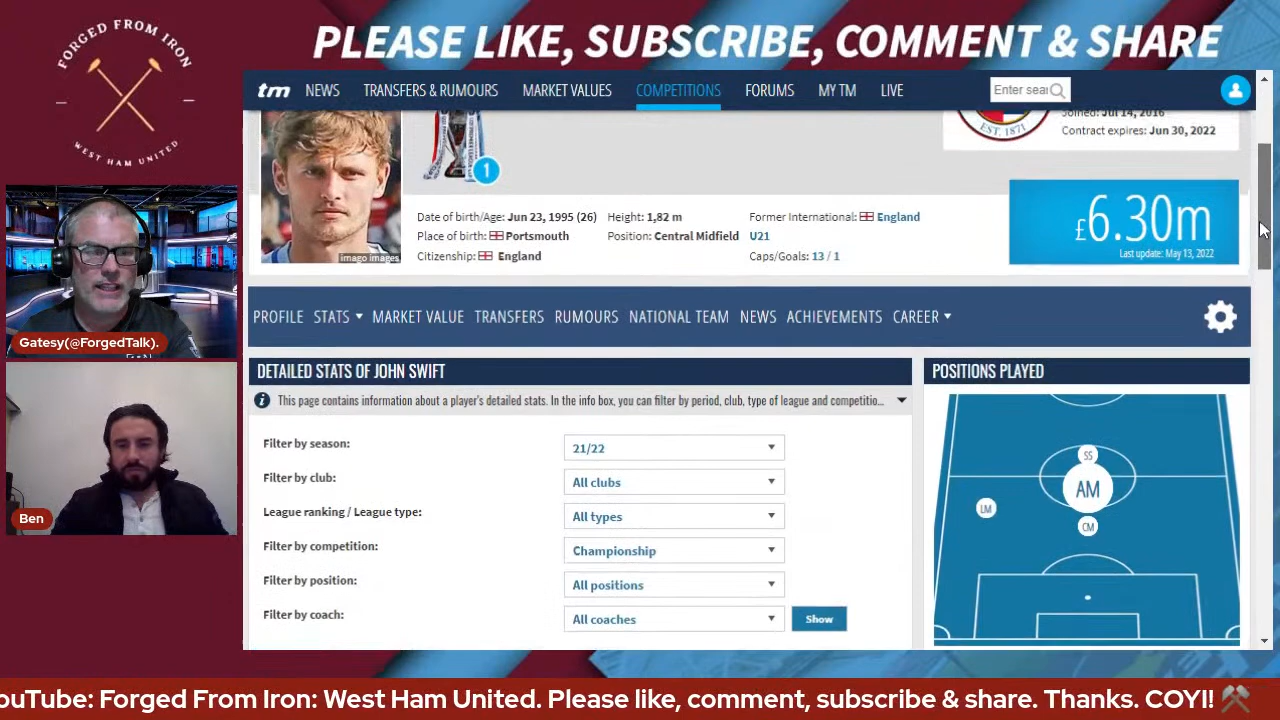 PLEASE LIKE, SUBSCRIBE, COMMENT & SHARE
FORGED FROM IRON
WEST HAM UNITED
Gatesy(@ForgedTalk).
Ben
tm NEWS TRANSFERS & RUMOURS MARKET VALUES COMPETITIONS FORUMS MY TM LIVE
Enter sear
1
EST. 1871
Joined: Jul 14, 2016
Contract expires: Jun 30, 2022
imago images
Date of birth/Age: Jun 23, 1995 (26) Height: 1,82 m Former International: England
Place of birth: Portsmouth Position: Central Midfield U21
Citizenship: England Caps/Goals: 13 / 1
£6.30m
Last update: May 13, 2022
PROFILE STATS MARKET VALUE TRANSFERS RUMOURS NATIONAL TEAM NEWS ACHIEVEMENTS CAREER
DETAILED STATS OF JOHN SWIFT
This page contains information about a player's detailed stats. In the info box, you can filter by period, club, type of league and competitio...
Filter by season: 21/22
Filter by club: All clubs
League ranking / League type: All types
Filter by competition: Championship
Filter by position: All positions
Filter by coach: All coaches Show
POSITIONS PLAYED
SS
AM
LM
CM
ouTube: Forged From Iron: West Ham United. Please like, comment, subscribe & share. Thanks. COYI!